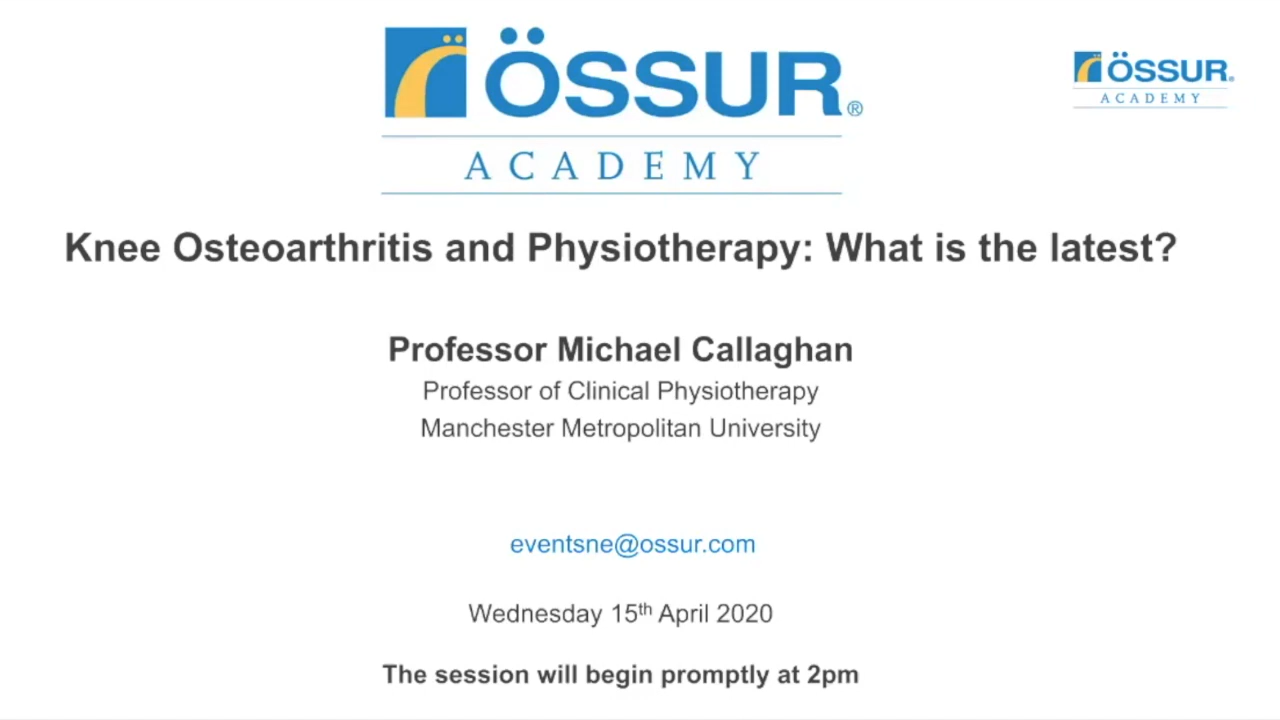 ÖSSUR®
ACADEMY
ÖSSUR®
ACADEMY
Knee Osteoarthritis and Physiotherapy: What is the latest?
Professor Michael Callaghan
Professor of Clinical Physiotherapy
Manchester Metropolitan University
eventsne@ossur.com
Wednesday 15th April 2020
The session will begin promptly at 2pm